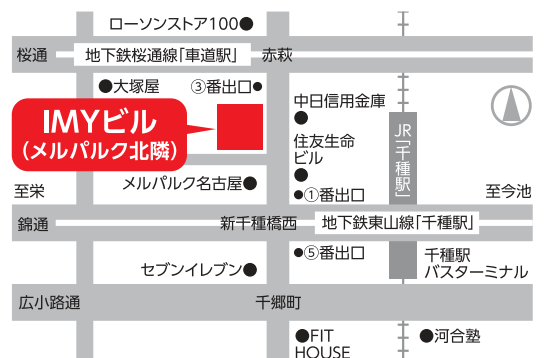 ローソンストア100●
桜通
地下鉄桜通線「車道駅」
赤萩
●大塚屋
③番出口●
IMYビル
(メルパルク北隣)
中日信用金庫
●
住友生命
ビル
●
JR「千種駅」
メルパルク名古屋●
●①番出口
至栄
至今池
錦通
新千種橋西
地下鉄東山線「千種駅」
●⑤番出口
千種駅
バスターミナル
セブンイレブン●
広小路通
千郷町
●FIT
HOUSE
●河合塾